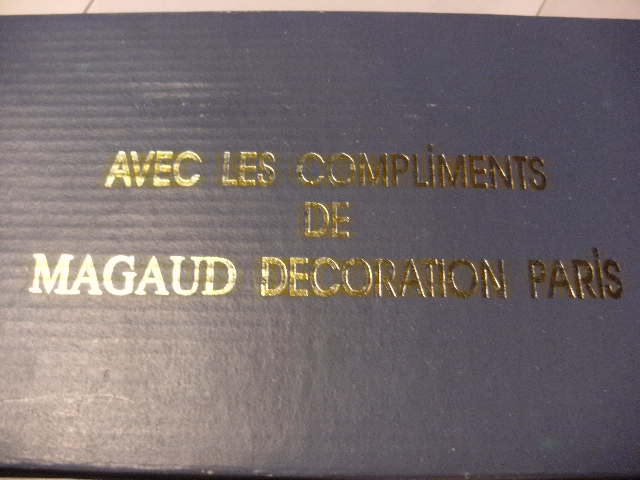 AVEC LES COMPLiMENTS
DE
MAGAUD DECORATION PARiS